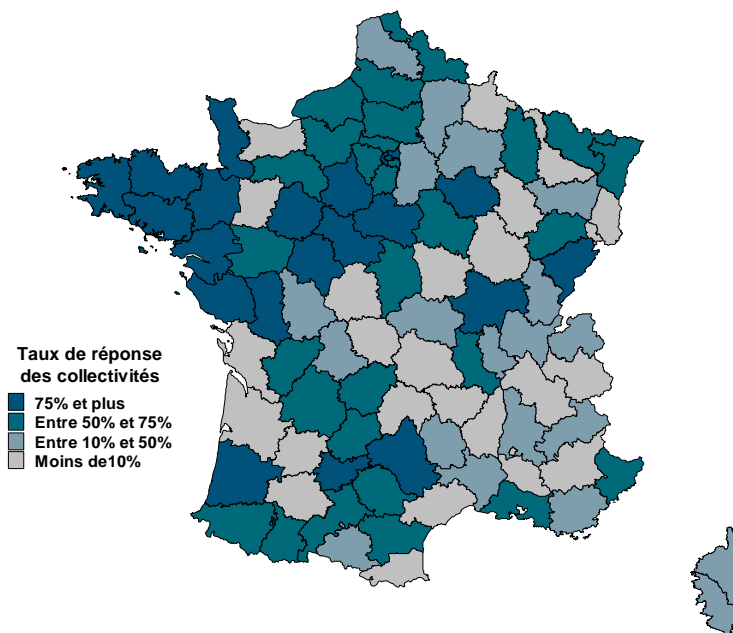 Taux de réponse
des collectivités
75% et plus
Entre 50% et 75%
Entre 10% et 50%
Moins de10%